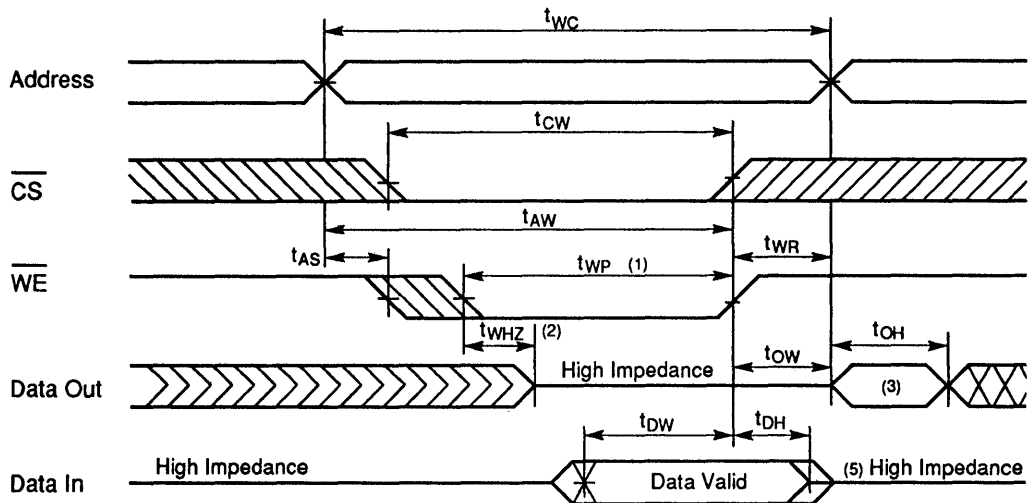 tWC
Address
tCW
CS
tAW
tAS
tWR
WE
tWP (1)
tWHZ (2)
tOH
tOW
High Impedance
Data Out
(3)
tDW
tDH
High Impedance
(5) High Impedance
Data In
Data Valid